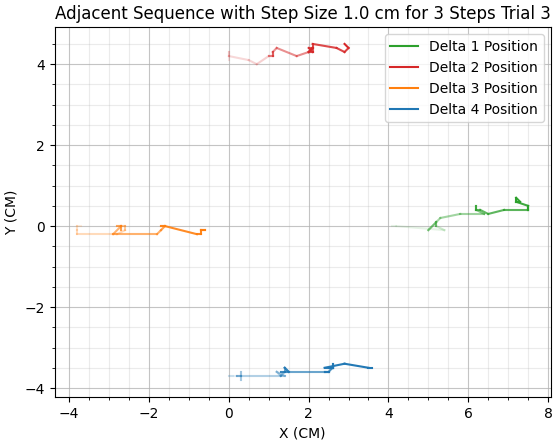 Adjacent Sequence with Step Size 1.0 cm for 3 Steps Trial 3
Delta 1 Position
Delta 2 Position
Delta 3 Position
Delta 4 Position
Y (CM)
4
2
0
−2
−4
−4 −2 0 2 4 6 8
X (CM)